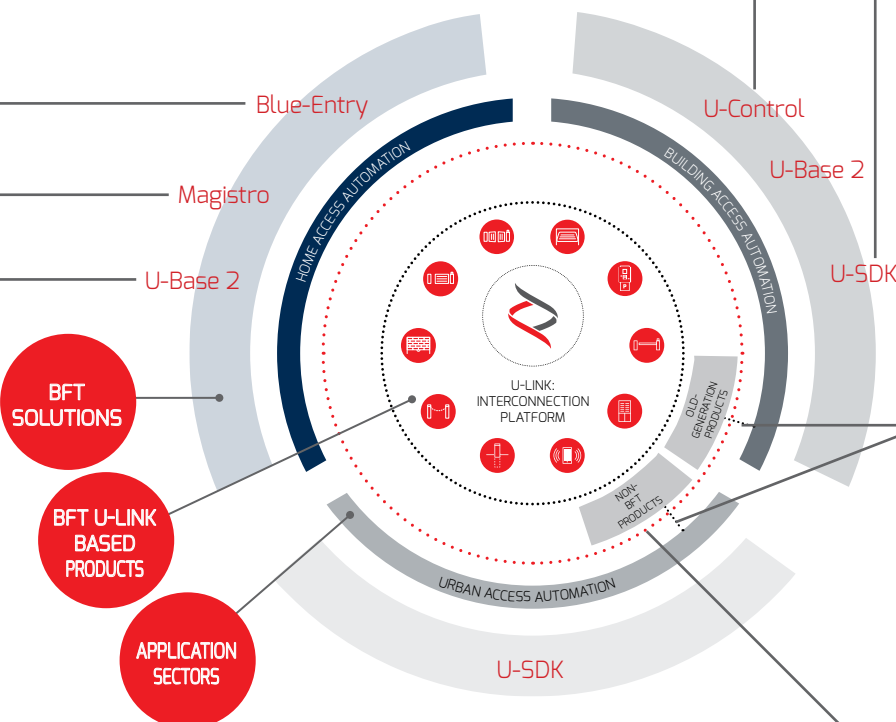 Blue-Entry
Magistro
U-Base 2
U-Control
U-Base 2
U-SDK
HOME ACCESS AUTOMATION
BUILDING ACCESS AUTOMATION
U-LINK:
INTERCONNECTION
PLATFORM
OLD-
GENERATION
PRODUCTS
NON-
BFT
PRODUCTS
BFT
SOLUTIONS
BFT U-LINK
BASED
PRODUCTS
APPLICATION
SECTORS
URBAN ACCESS AUTOMATION
U-SDK